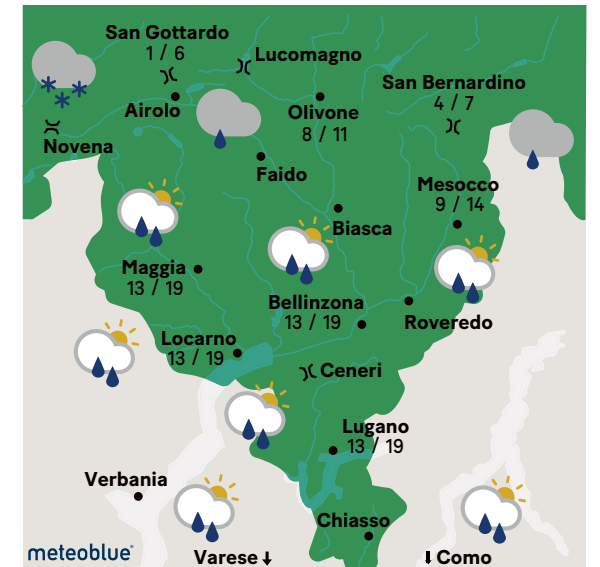 San Gottardo
1 / 6
Lucomagno
San Bernardino
4 / 7
Airolo
Olivone
8 / 11
Novena
Faido
Mesocco
9 / 14
Biasca
Maggia
13 / 19
Bellinzona
13 / 19
Roveredo
Locarno
13 / 19
Ceneri
Lugano
13 / 19
Verbania
Chiasso
meteoblue
Varese ↓
↓ Como